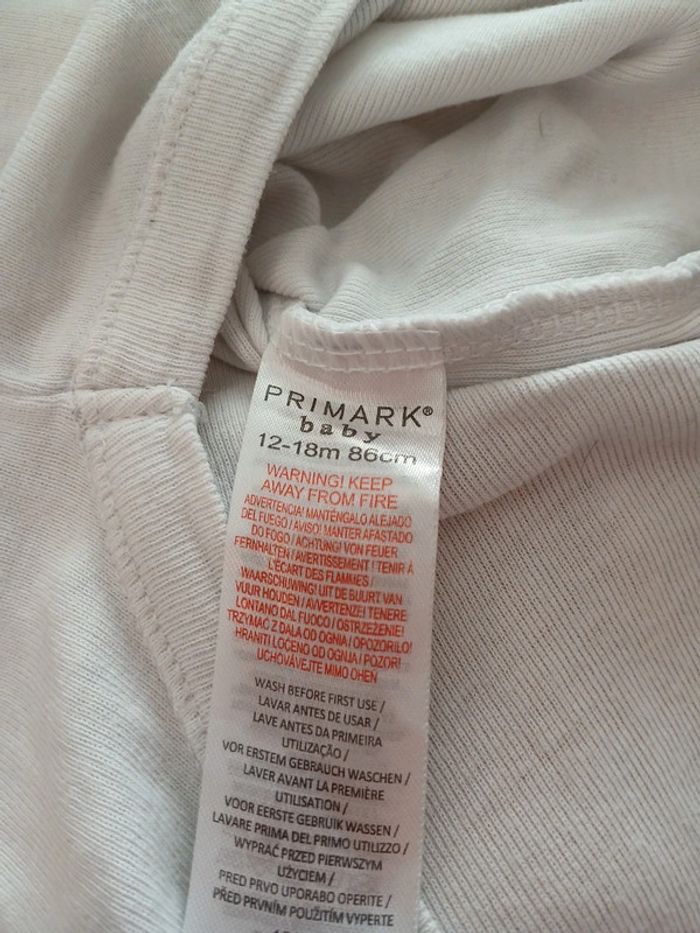 PRIMARK®
baby
12-18m 86cm
WARNING! KEEP
AWAY FROM FIRE
ADVERTENCIA! MANTÉNGALO ALEJADO
DEL FUEGO / AVISO! MANTER AFASTADO
DO FOGO / ACHTUNG! VON FEUER
FERNHALTEN / AVERTISSEMENT ! TENIR À
L'ÉCART DES FLAMMES /
WAARSCHUWING! UIT DE BUURT VAN
VUUR HOUDEN / AVVERTENZE! TENERE
LONTANO DAL FUOCO / OSTRZEŻENIE!
TRZYMAĆ Z DALA OD OGNIA / OPOZORILO!
HRANITI LOČENO OD OGNJA / POZOR!
UCHOVÁVEJTE MIMO OHEŇ
WASH BEFORE FIRST USE /
LAVAR ANTES DE USAR /
LAVE ANTES DA PRIMEIRA
UTILIZAÇÃO /
VOR ERSTEM GEBRAUCH WASCHEN /
LAVER AVANT LA PREMIÈRE
UTILISATION /
VOOR EERSTE GEBRUIK WASSEN /
LAVARE PRIMA DEL PRIMO UTILIZZO /
WYPRAĆ PRZED PIERWSZYM
UŻYCIEM /
PRED PRVO UPORABO OPERITE /
PŘED PRVNÍM POUŽITÍM VYPERTE